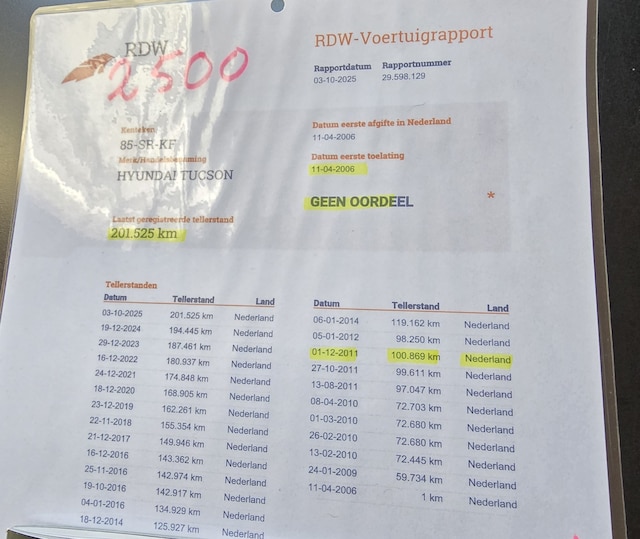 RDW
2500
RDW-Voertuigrapport
Rapportdatum Rapportnummer
03-10-2025 29.598.129
Kenteken
85-SR-KF
Merk/Handelsbenaming
HYUNDAI TUCSON
Laatst geregistreerde tellerstand
201.525 km
Datum eerste afgifte in Nederland
11-04-2006
Datum eerste toelating
11-04-2006
GEEN OORDEEL *
Tellerstanden
Datum Tellerstand Land
03-10-2025 201.525 km Nederland
19-12-2024 194.445 km Nederland
29-12-2023 187.461 km Nederland
16-12-2022 180.937 km Nederland
24-12-2021 174.848 km Nederland
18-12-2020 168.905 km Nederland
23-12-2019 162.261 km Nederland
22-11-2018 155.354 km Nederland
21-12-2017 149.946 km Nederland
16-12-2016 143.362 km Nederland
25-11-2016 142.974 km Nederland
19-10-2016 142.917 km Nederland
04-01-2016 134.929 km Nederland
18-12-2014 125.927 km Nederland
Datum Tellerstand Land
06-01-2014 119.162 km Nederland
05-01-2012 98.250 km Nederland
01-12-2011 100.869 km Nederland
27-10-2011 99.611 km Nederland
13-08-2011 97.047 km Nederland
08-04-2010 72.703 km Nederland
01-03-2010 72.680 km Nederland
26-02-2010 72.680 km Nederland
13-02-2010 72.445 km Nederland
24-01-2009 59.734 km Nederland
11-04-2006 1 km Nederland